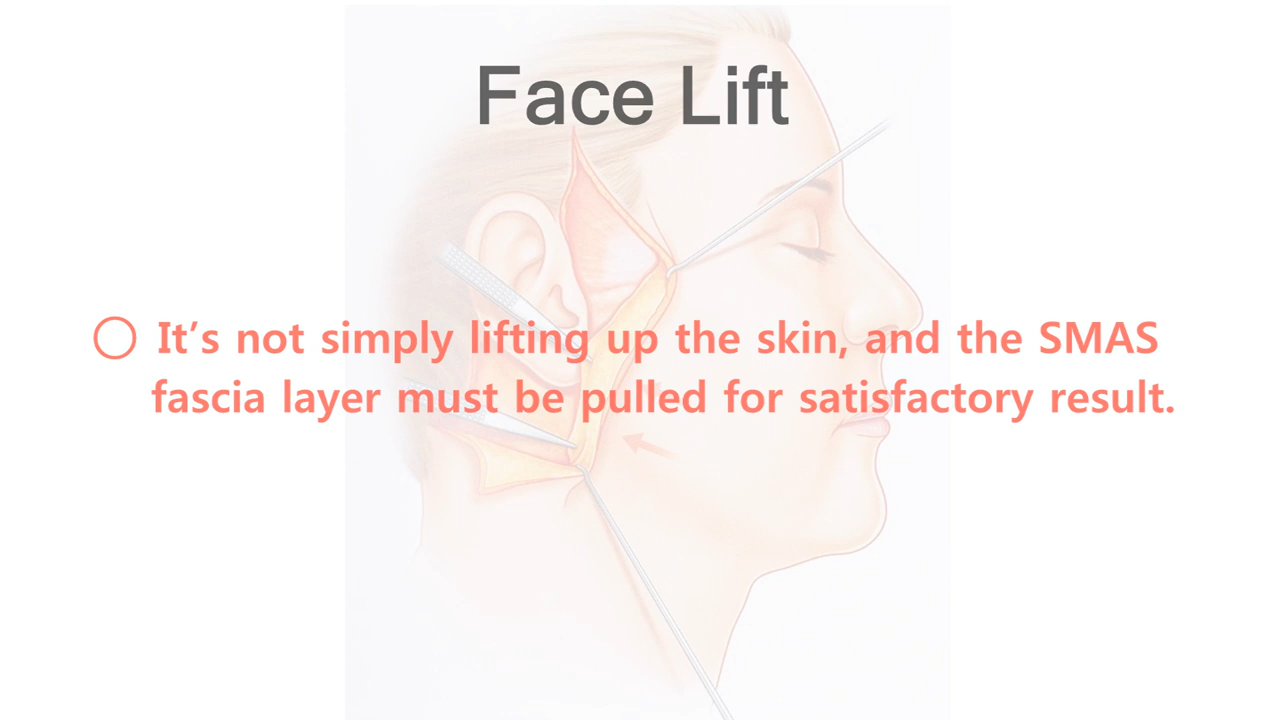 Face Lift
○ It's not simply lifting up the skin, and the SMAS
fascia layer must be pulled for satisfactory result.